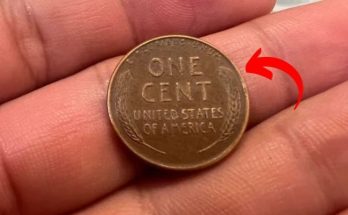 ONE
CENT
UNITED STATES
OF AMERICA